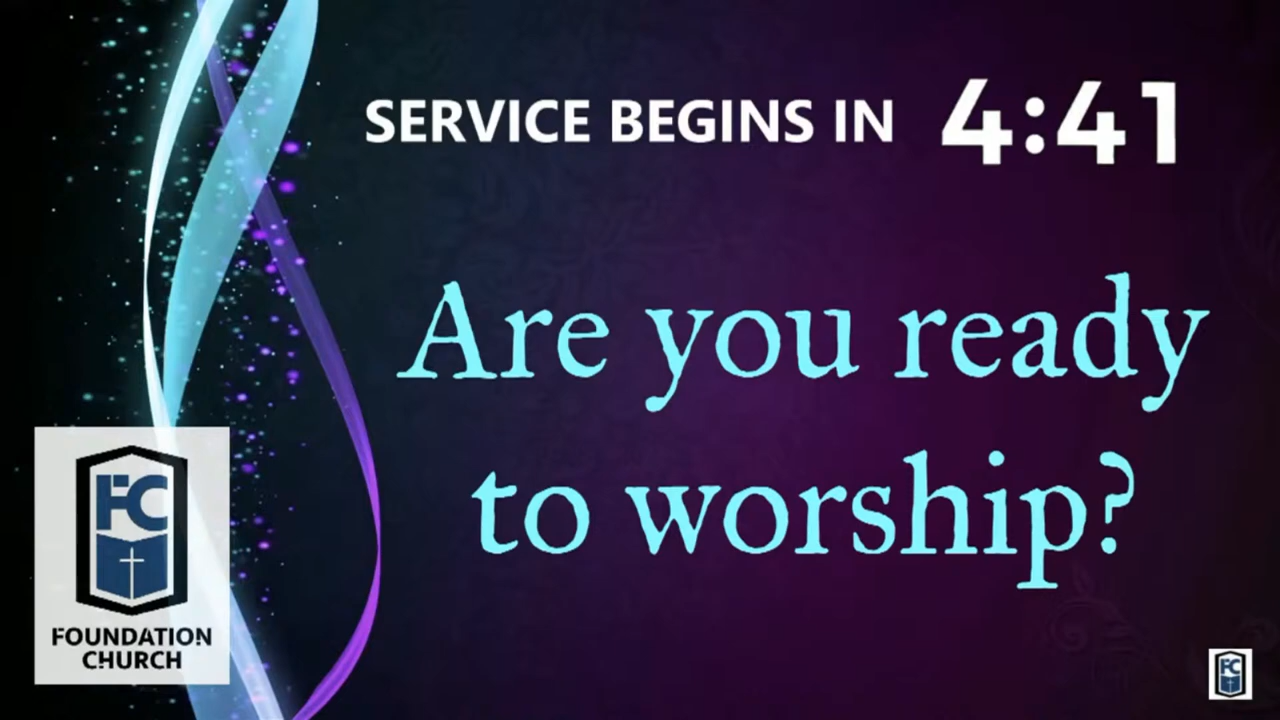 SERVICE BEGINS IN 4:41
Are you ready
to worship?
FC
FOUNDATION
CHURCH
FC